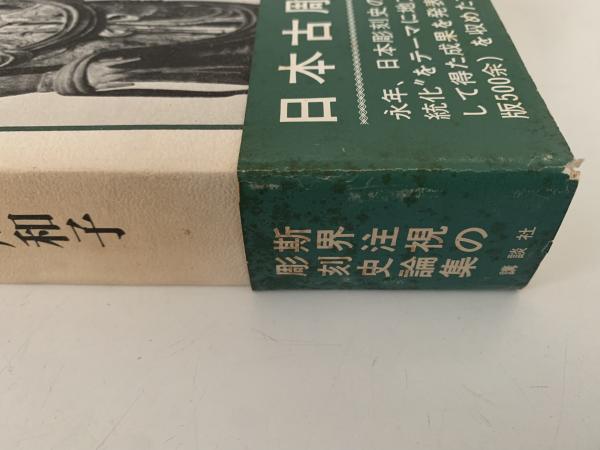 日本古
永年、日本彫刻史の
統化"をテーマに地
して得た成果を発表
版500余)を収めた
和子
斯界注視の
彫刻史論集
講談社